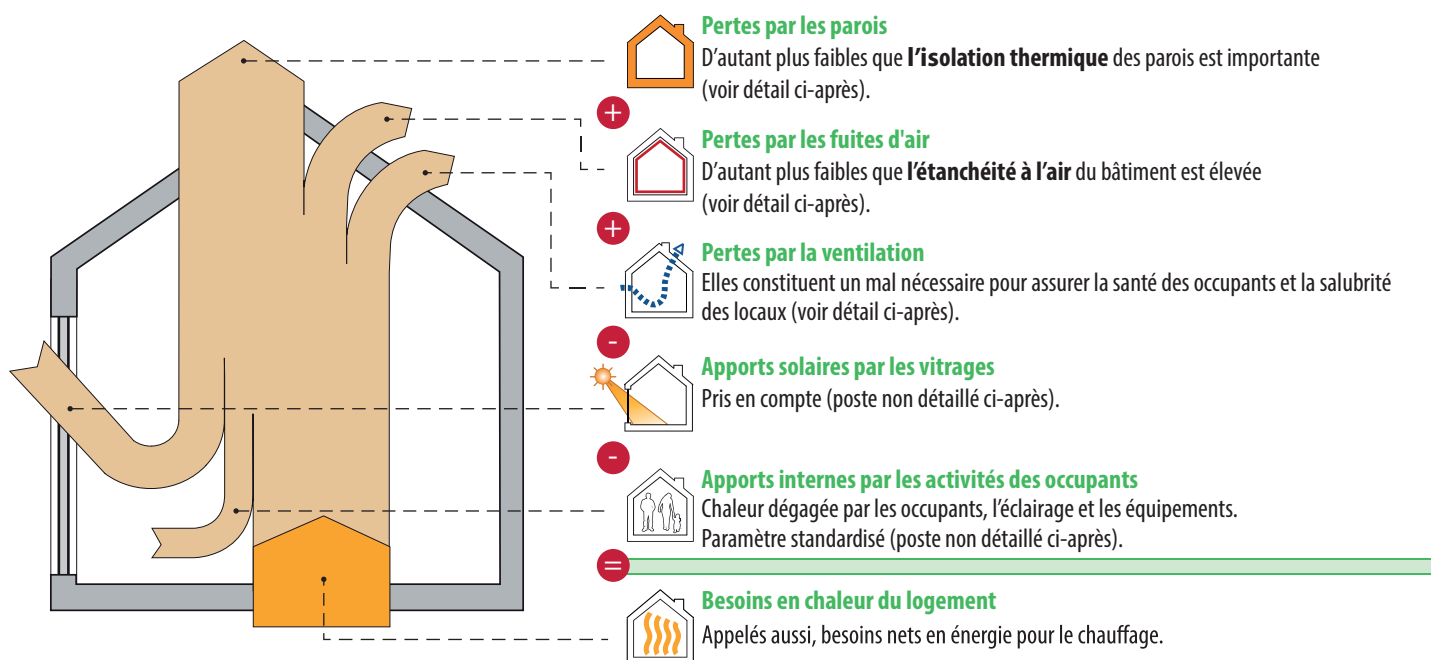 Pertes par les parois
D'autant plus faibles que l'isolation thermique des parois est importante
(voir détail ci-après).
+
Pertes par les fuites d'air
D'autant plus faibles que l'étanchéité à l'air du bâtiment est élevée
(voir détail ci-après).
+
Pertes par la ventilation
Elles constituent un mal nécessaire pour assurer la santé des occupants et la salubrité
des locaux (voir détail ci-après).
-
Apports solaires par les vitrages
Pris en compte (poste non détaillé ci-après).
-
Apports internes par les activités des occupants
Chaleur dégagée par les occupants, l'éclairage et les équipements.
Paramètre standardisé (poste non détaillé ci-après).
=
Besoins en chaleur du logement
Appelés aussi, besoins nets en énergie pour le chauffage.